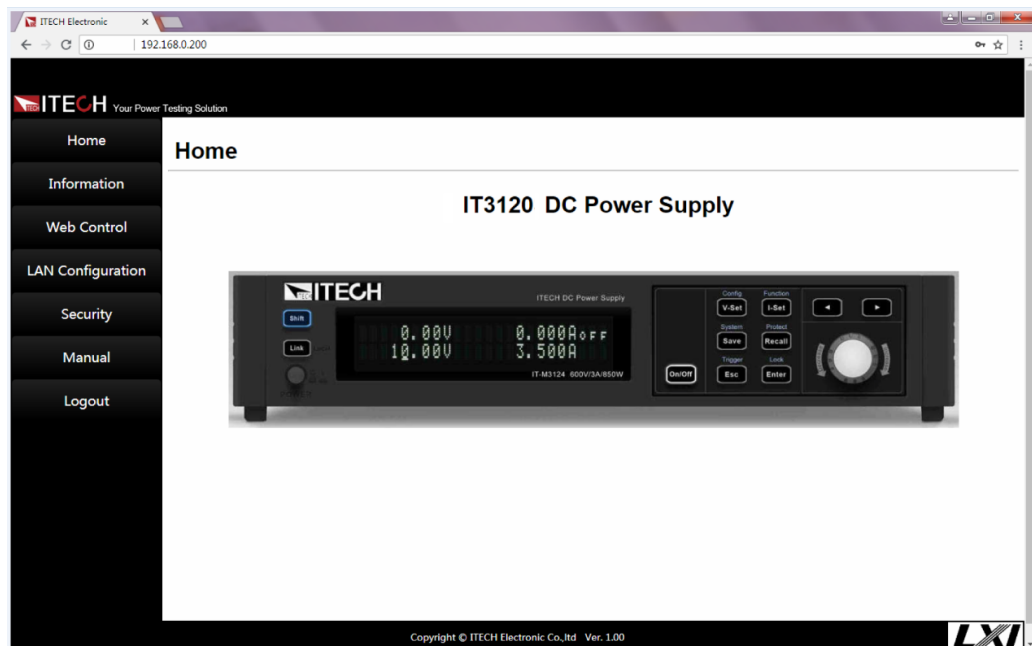 ITECH Electronic
192.168.0.200
ITECH Your Power Testing Solution
Home
Information
Web Control
LAN Configuration
Security
Manual
Logout
Home
IT3120 DC Power Supply
ITECH
ITECH DC Power Supply
Shift
Link
0.00V 0.000A OFF
10.00V 3.500A
IT-M3124 600V/3A/850W
POWER
On/Off
Config Function
V-Set I-Set
System Protect
Save Recall
Trigger Lock
Esc Enter
Copyright © ITECH Electronic Co.,ltd Ver. 1.00
LXI